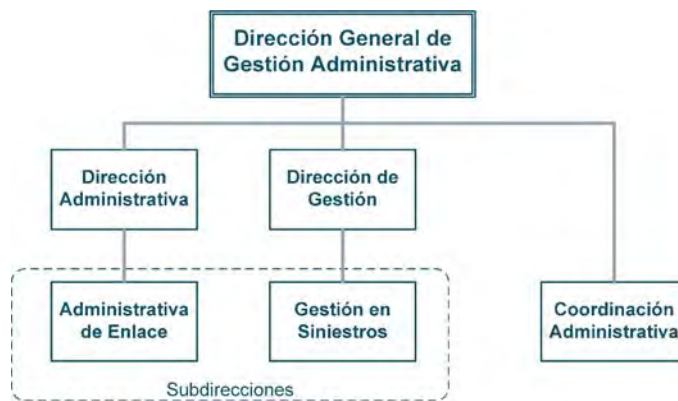 Dirección General de
Gestión Administrativa
Dirección
Administrativa
Dirección de
Gestión
Administrativa
de Enlace
Gestión en
Siniestros
Coordinación
Administrativa
Subdirecciones